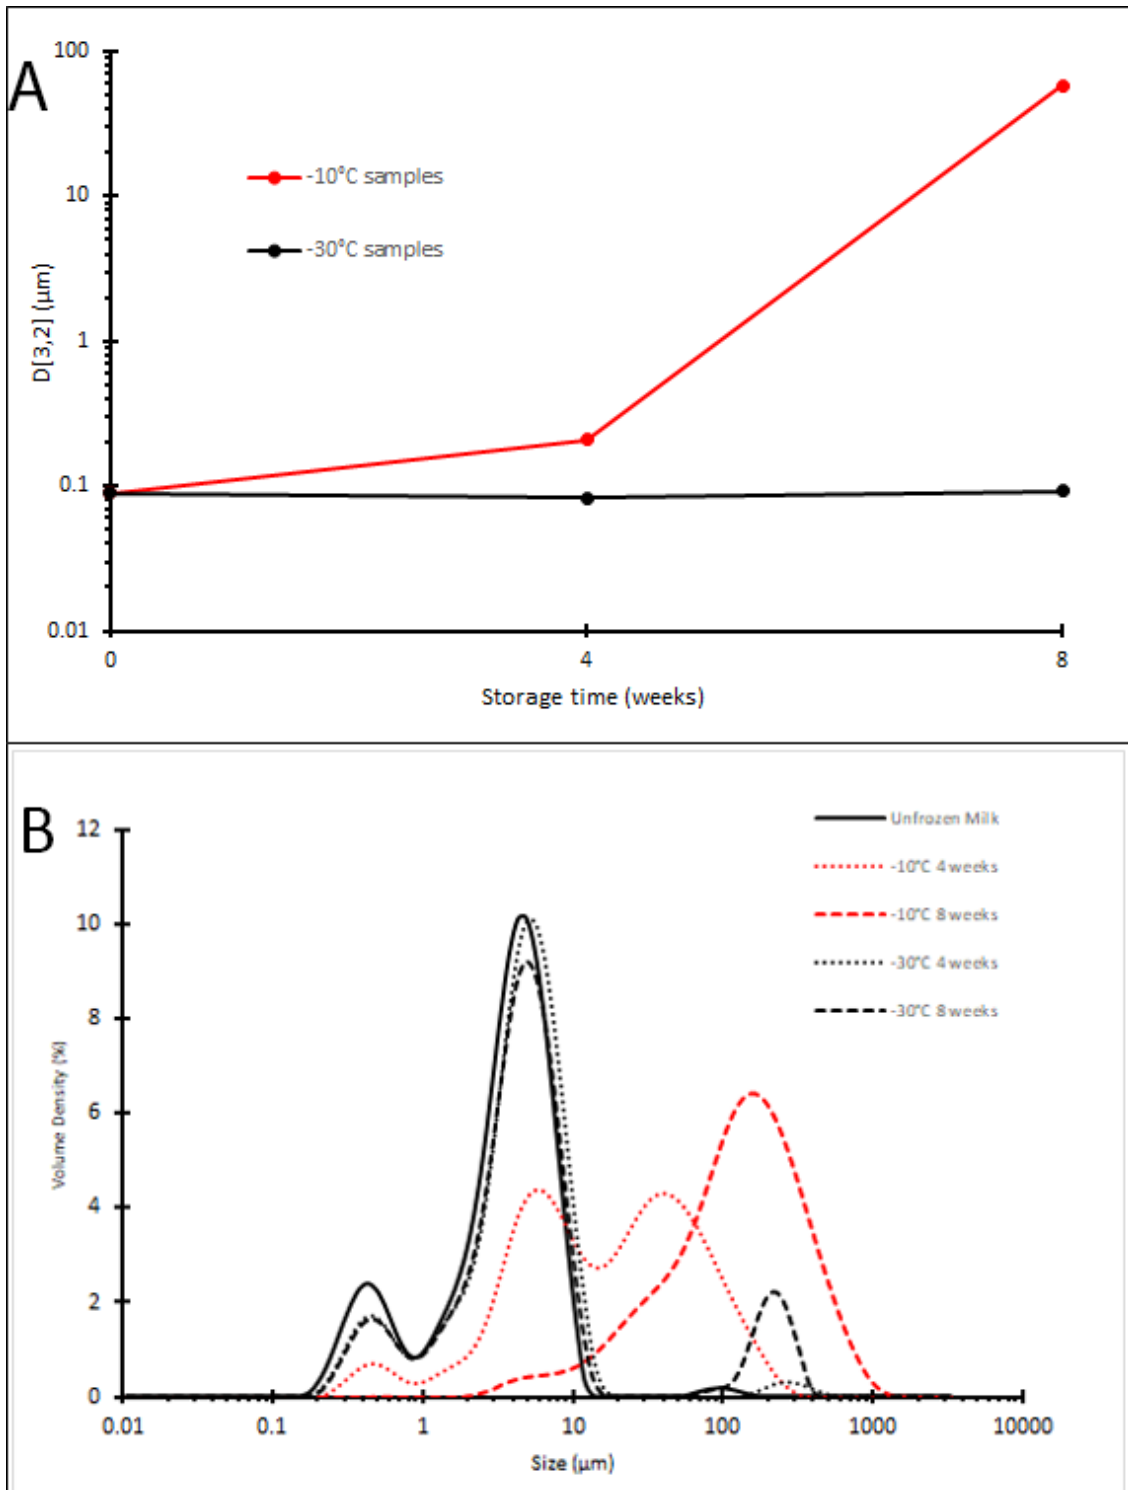 A
100
10
1
0.1
0.01
D[3,2] (μm)
-10°C samples
-30°C samples
0 4 8
Storage time (weeks)
B
12
10
8
6
4
2
0
Volume Density (%)
Unfrozen Milk
-10°C 4 weeks
-10°C 8 weeks
-30°C 4 weeks
-30°C 8 weeks
0.01 0.1 1 10 100 1000 10000
Size (μm)